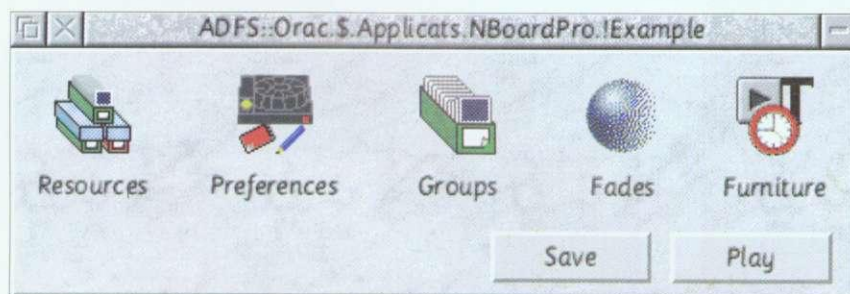 ADFS::Orac.$.Applicats.NBoardPro.!Example
Resources Preferences Groups Fades Furniture
Save Play